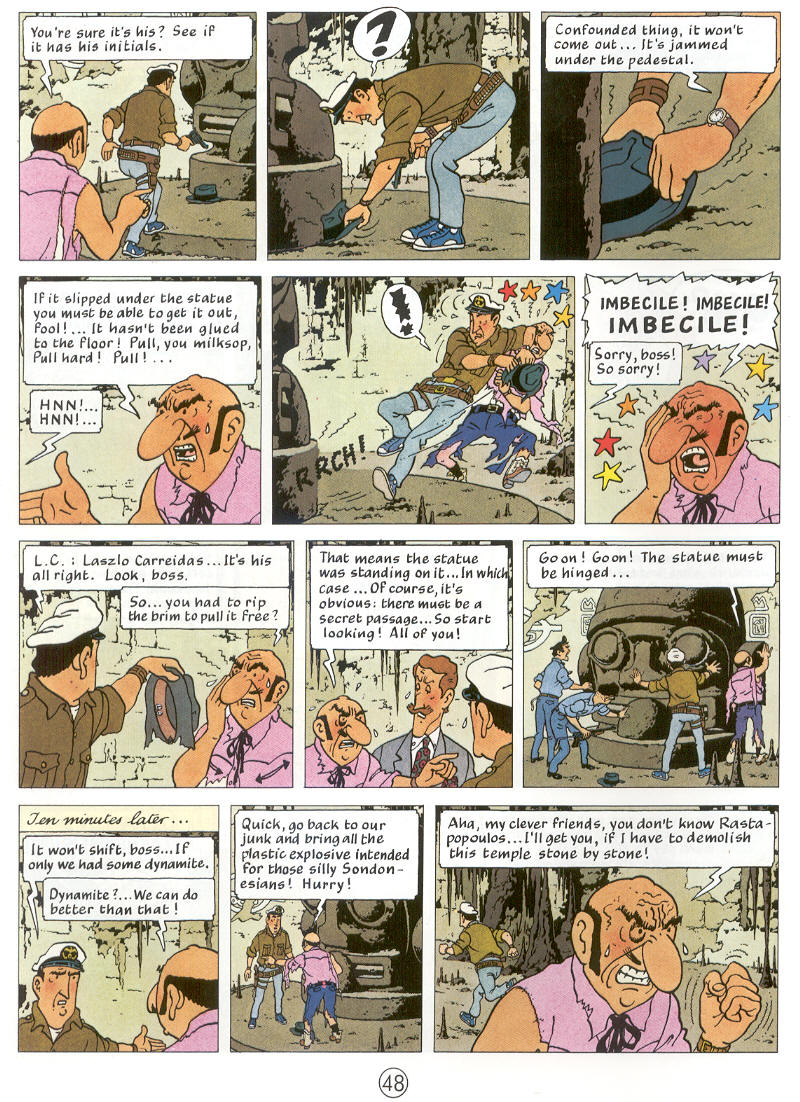 You're sure it's his? See if
it has his initials.
?
Confounded thing, it won't
come out... It's jammed
under the pedestal.
If it slipped under the statue
you must be able to get it out,
Fool!... It hasn't been glued
to the floor! Pull, you milksop,
Pull hard! Pull!...
HNN!...
HNN!...
!
RRCH!
IMBECILE! IMBECILE!
IMBECILE!
Sorry, boss!
So sorry!
L.C. : Laszlo Carreidas... It's his
all right. Look, boss.
So... you had to rip
the brim to pull it free?
That means the statue
was standing on it... In which
case ... Of course, it's
obvious: there must be a
secret passage... So start
looking! All of you!
Go on! Go on! The statue must
be hinged...
Ten minutes later...
It won't shift, boss... If
only we had some dynamite.
Dynamite?... We can do
better than that!
Quick, go back to our
junk and bring all the
plastic explosive intended
for those silly Sondon-
esians! Hurry!
Aha, my clever friends, you don't know Rasta-
popoulos... I'll get you, if I have to demolish
this temple stone by stone!
48